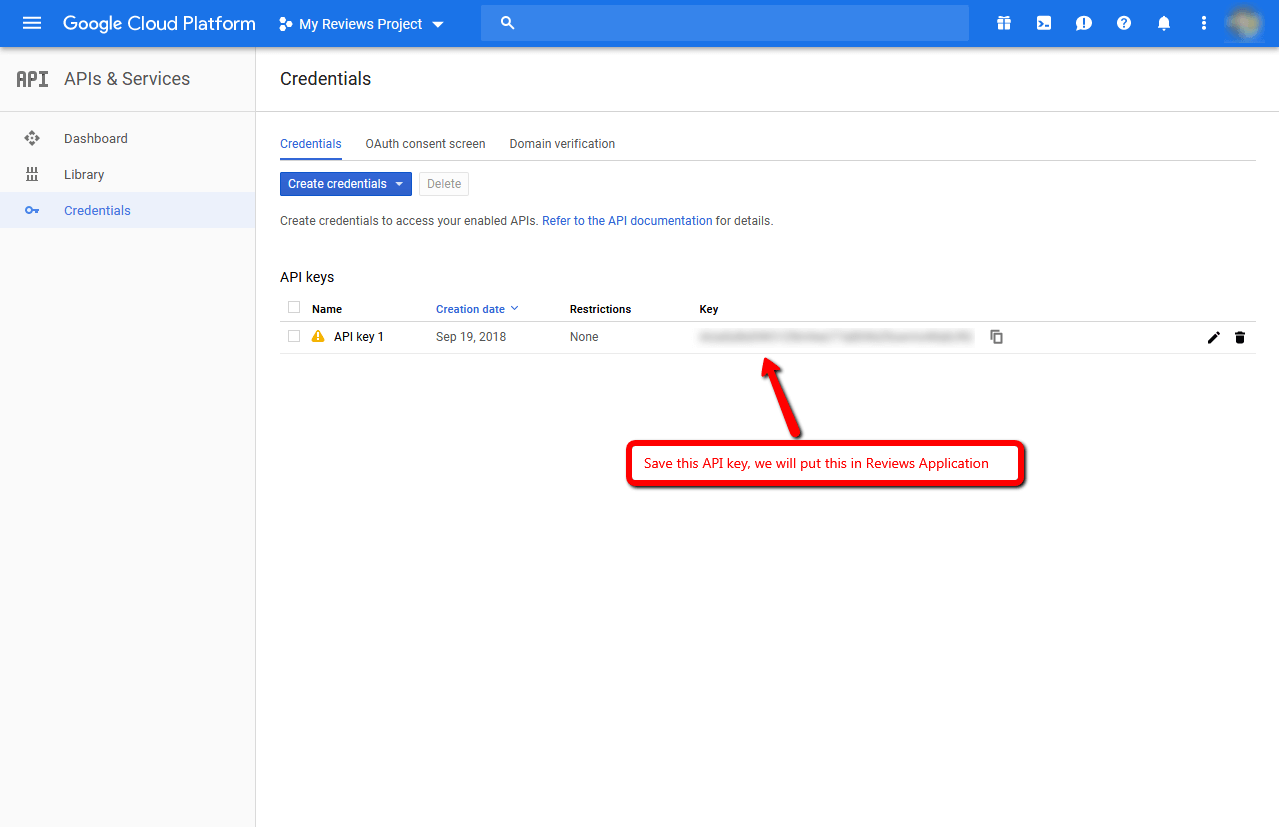 Google Cloud Platform My Reviews Project
API APIs & Services
Credentials
Dashboard
Library
Credentials
Credentials OAuth consent screen Domain verification
Create credentials Delete
Create credentials to access your enabled APIs. Refer to the API documentation for details.
API keys
Name Creation date Restrictions Key
API key 1 Sep 19, 2018 None
Save this API key, we will put this in Reviews Application